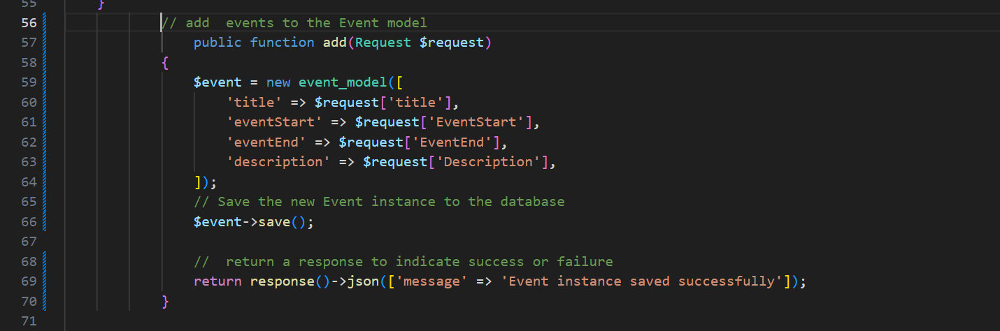 55 }
56 // add  events to the Event model
57 public function add(Request $request)
58 {
59 $event = new event_model([
60 'title' => $request['title'],
61 'eventStart' => $request['EventStart'],
62 'eventEnd' => $request['EventEnd'],
63 'description' => $request['Description'],
64 ]);
65 // Save the new Event instance to the database
66 $event->save();
67
68 //  return a response to indicate success or failure
69 return response()->json(['message' => 'Event instance saved successfully']);
70 }
71